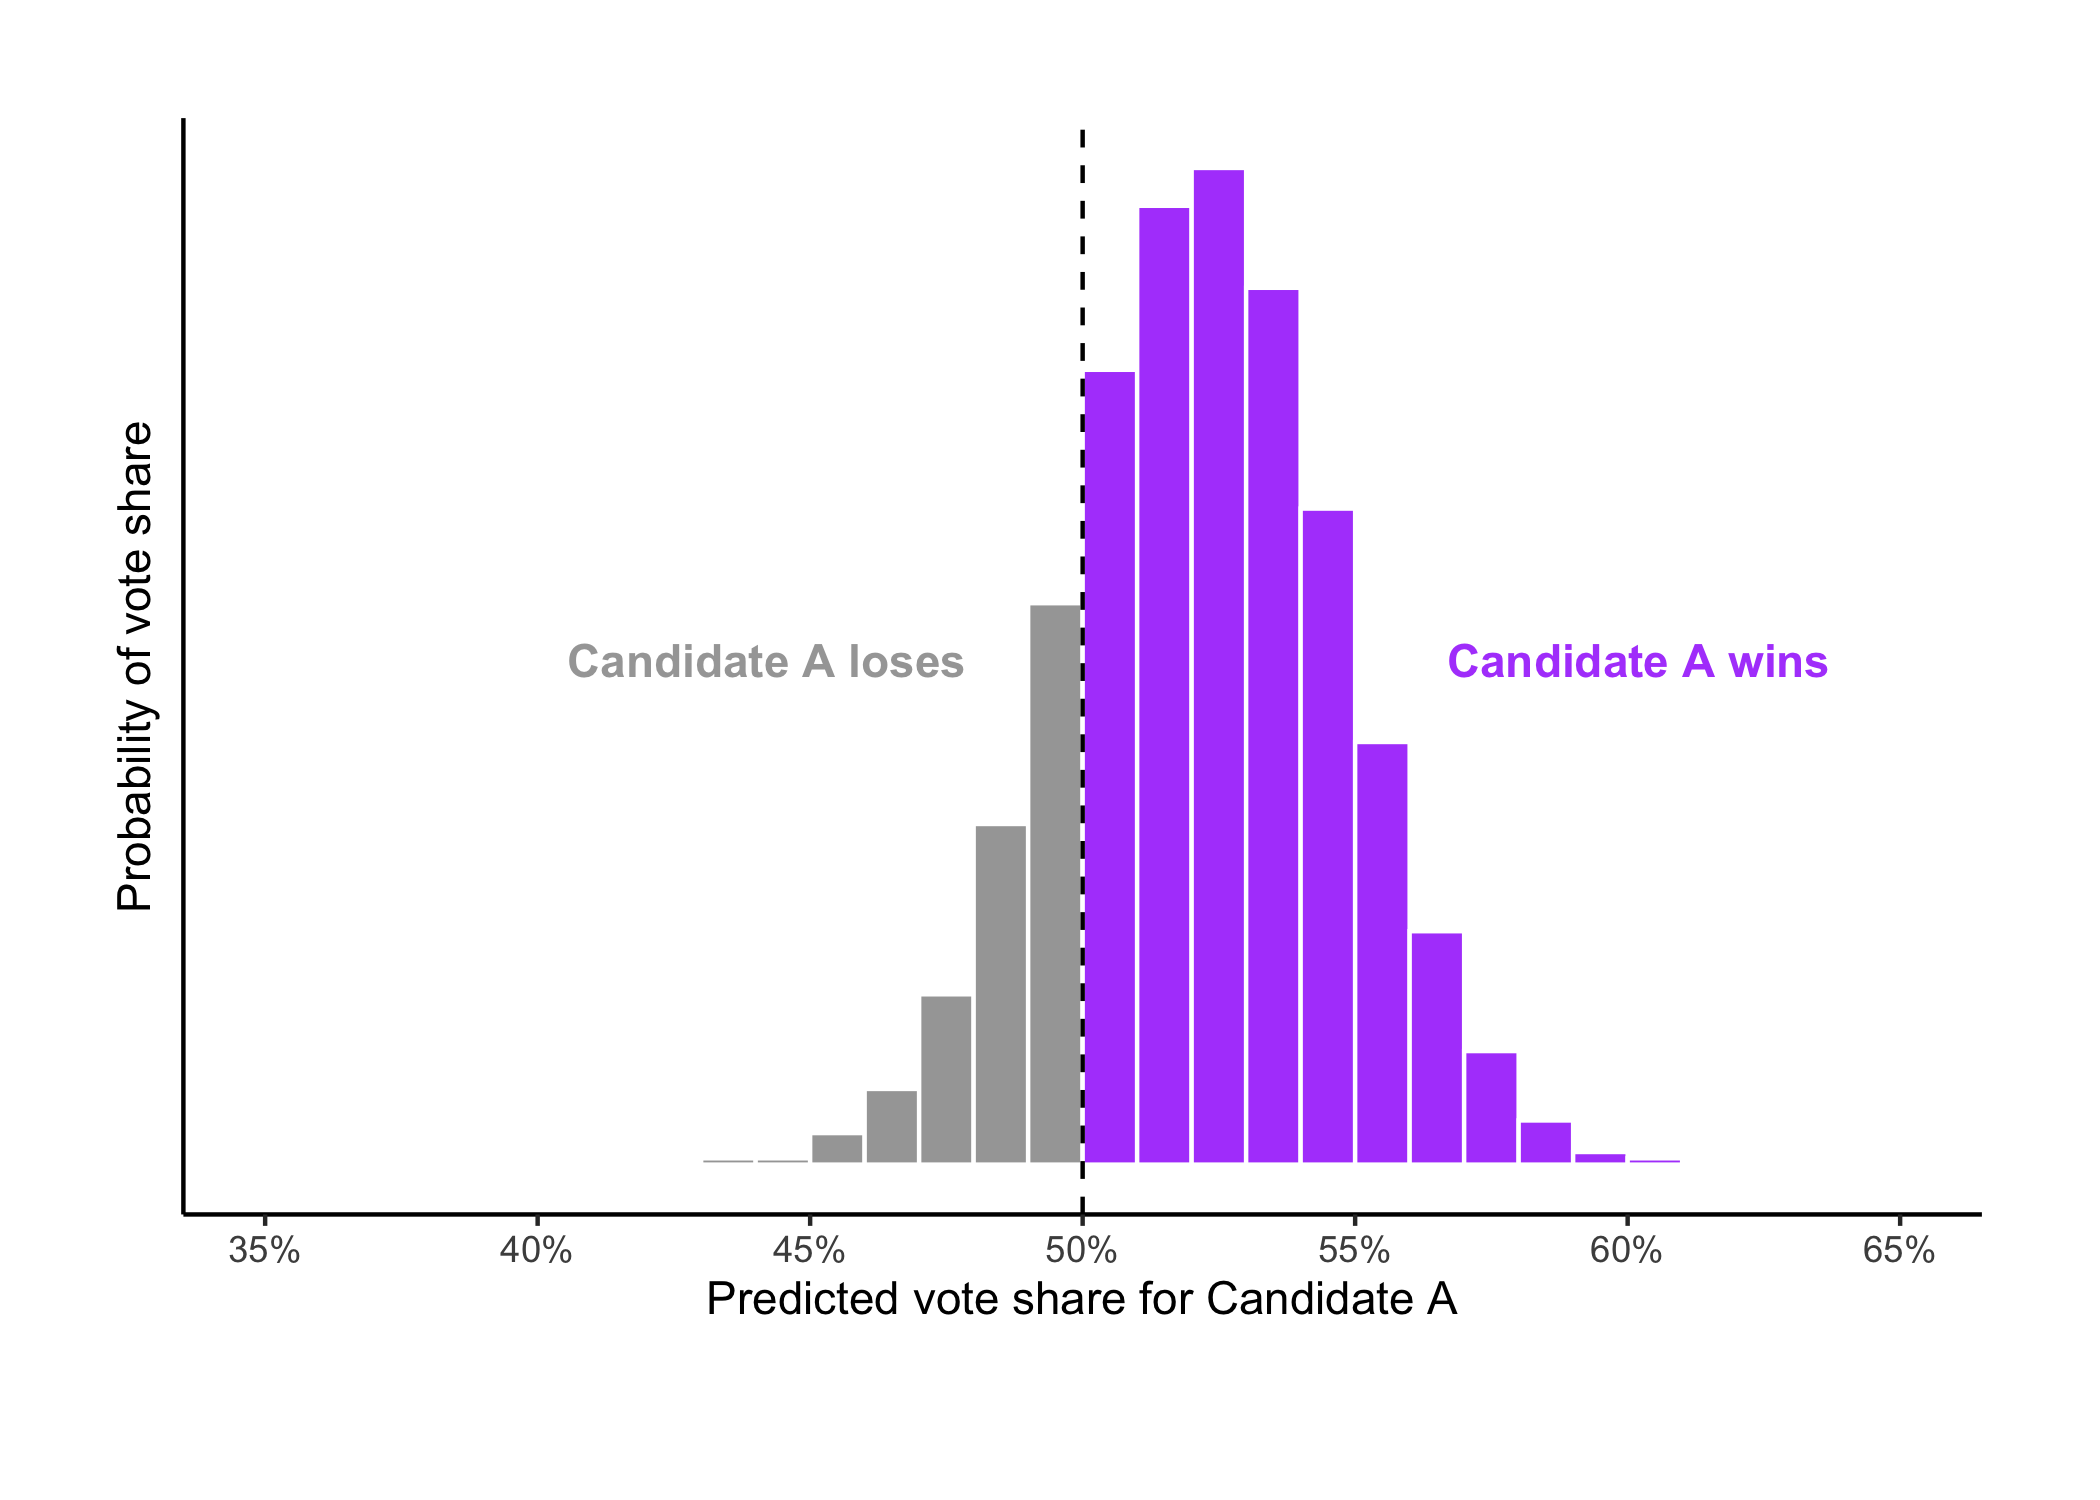 Probability of vote share
Candidate A loses
Candidate A wins
35%
40%
45%
50%
55%
60%
65%
Predicted vote share for Candidate A